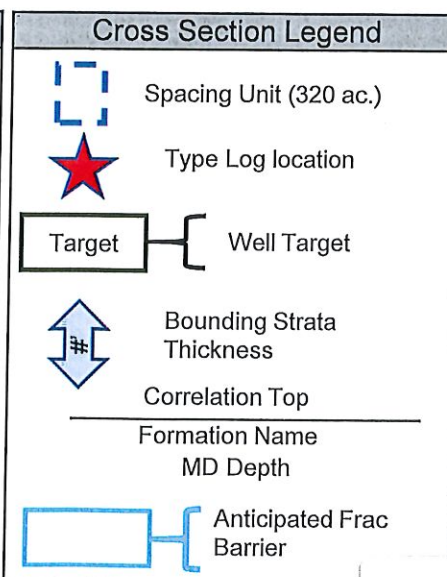 Cross Section Legend
Spacing Unit (320 ac.)
Type Log location
Target
Well Target
#
Bounding Strata
Thickness
Correlation Top
Formation Name
MD Depth
Anticipated Frac
Barrier